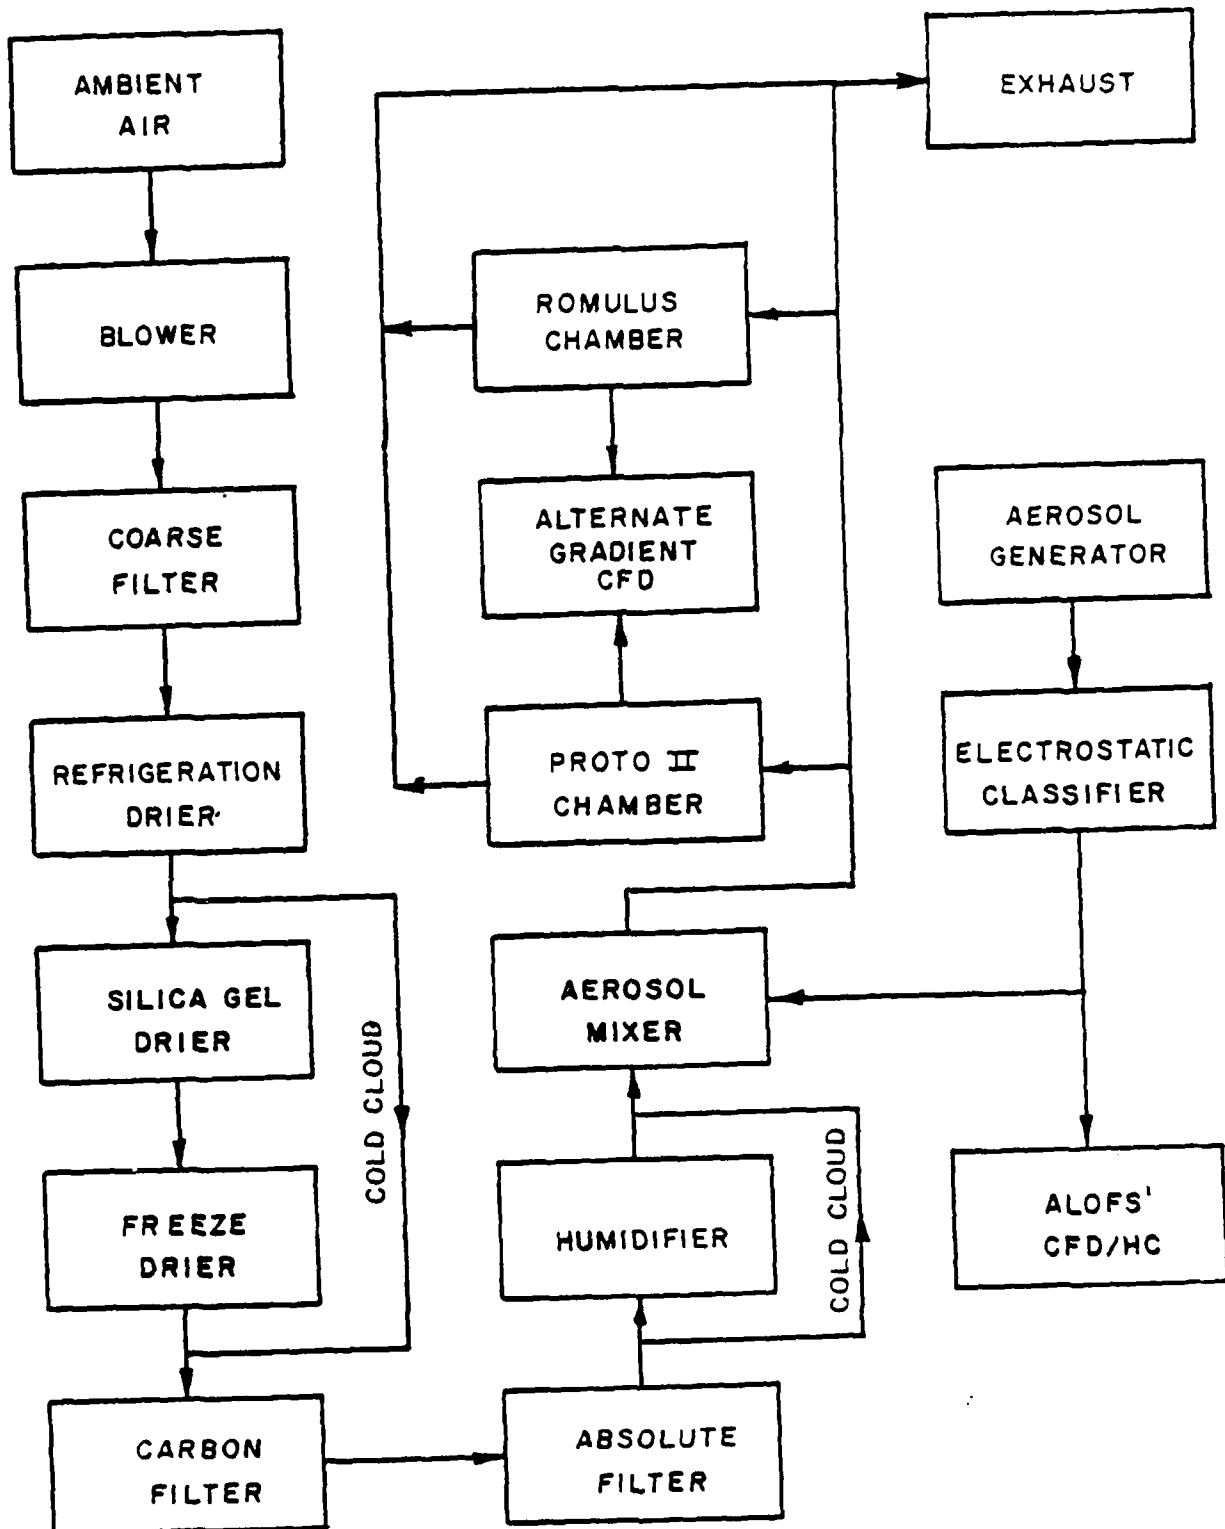 AMBIENT
AIR
BLOWER
COARSE
FILTER
REFRIGERATION
DRIER
SILICA GEL
DRIER
FREEZE
DRIER
CARBON
FILTER
COLD CLOUD
EXHAUST
ROMULUS
CHAMBER
ALTERNATE
GRADIENT
CFD
PROTO II
CHAMBER
AEROSOL
MIXER
HUMIDIFIER
COLD CLOUD
ABSOLUTE
FILTER
AEROSOL
GENERATOR
ELECTROSTATIC
CLASSIFIER
ALOFS'
CFD/HC